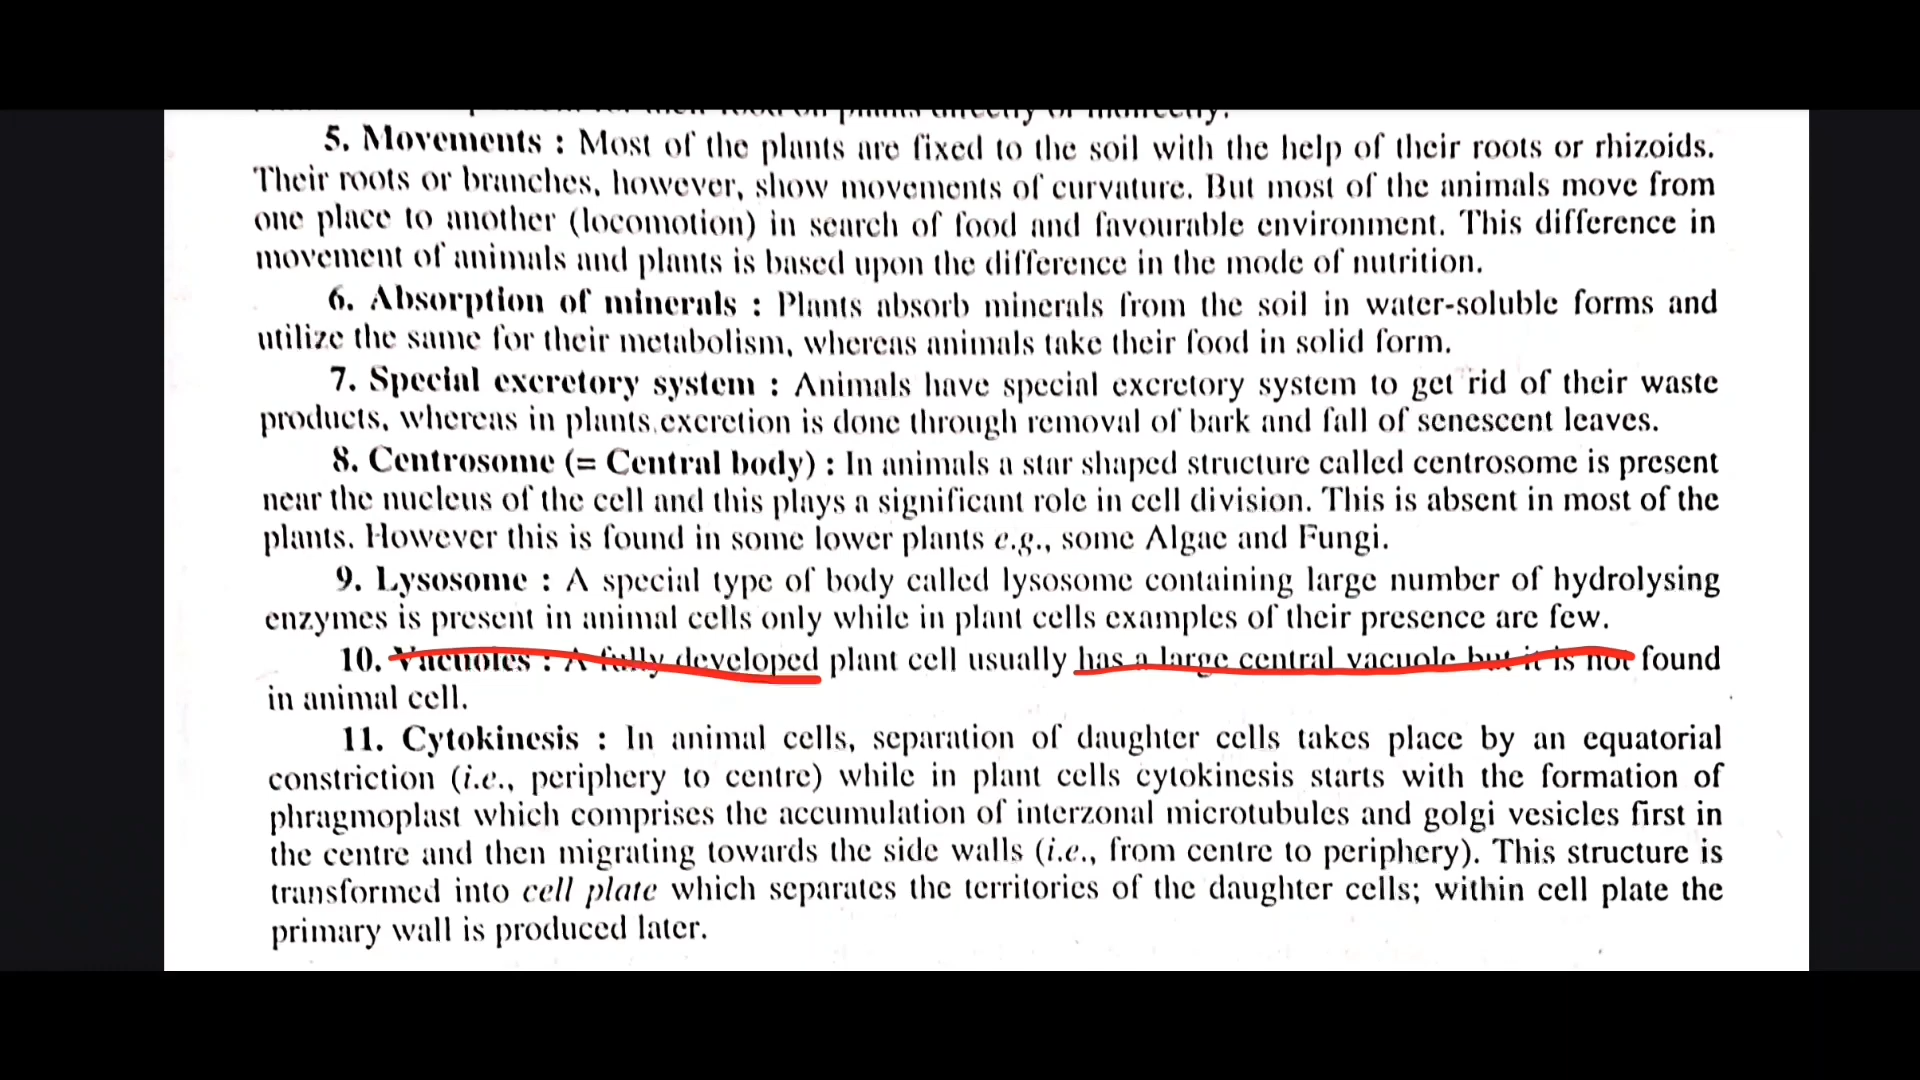 5. Movements : Most of the plants are fixed to the soil with the help of their roots or rhizoids.
Their roots or branches, however, show movements of curvature. But most of the animals move from
one place to another (locomotion) in search of food and favourable environment. This difference in
movement of animals and plants is based upon the difference in the mode of nutrition.
6. Absorption of minerals : Plants absorb minerals from the soil in water-soluble forms and
utilize the same for their metabolism, whereas animals take their food in solid form.
7. Special excretory system : Animals have special excretory system to get rid of their waste
products, whereas in plants excretion is done through removal of bark and fall of senescent leaves.
8. Centrosome (= Central body) : In animals a star shaped structure called centrosome is present
near the nucleus of the cell and this plays a significant role in cell division. This is absent in most of the
plants. However this is found in some lower plants e.g., some Algae and Fungi.
9. Lysosome : A special type of body called lysosome containing large number of hydrolysing
enzymes is present in animal cells only while in plant cells examples of their presence are few.
10. Vacuoles : A fully developed plant cell usually has a large central vacuole but it is not found
in animal cell.
11. Cytokinesis : In animal cells, separation of daughter cells takes place by an equatorial
constriction (i.e., periphery to centre) while in plant cells cytokinesis starts with the formation of
phragmoplast which comprises the accumulation of interzonal microtubules and golgi vesicles first in
the centre and then migrating towards the side walls (i.e., from centre to periphery). This structure is
transformed into cell plate which separates the territories of the daughter cells; within cell plate the
primary wall is produced later.